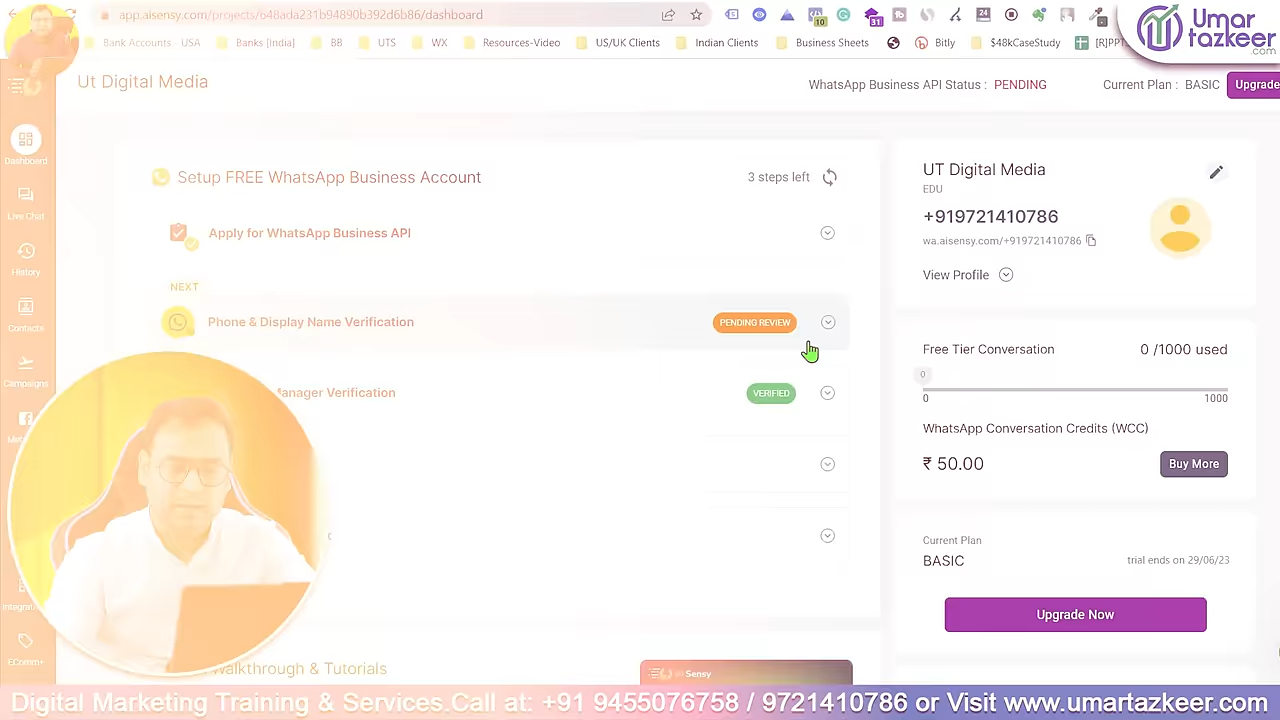 app.aisensy.com/projects/b48ada231b94890b392d6b86/dashboard
Bank Accounts - USA
Banks [India]
BB
UTS
WX
Resources-Video
US/UK Clients
Indian Clients
Business Sheets
Bitly
$48kCaseStudy
Umar
tazkeer
.com
Ut Digital Media
WhatsApp Business API Status : PENDING
Current Plan : BASIC
Upgrade
Dashboard
Live Chat
History
Contacts
Campaigns
ECommt+
Setup FREE WhatsApp Business Account
3 steps left
Apply for WhatsApp Business API
NEXT
Phone & Display Name Verification
PENDING REVIEW
Manager Verification
VERIFIED
Walkthrough & Tutorials
Sensy
UT Digital Media
EDU
+919721410786
wa.aisensy.com/+919721410786
View Profile
Free Tier Conversation
0 /1000 used
0
0
1000
WhatsApp Conversation Credits (WCC)
₹ 50.00
Buy More
Current Plan
BASIC
trial ends on 29/06/23
Upgrade Now
Digital Marketing Training & Services.Call at: +91 9455076758 / 9721410786 or Visit www.umartazkeer.com